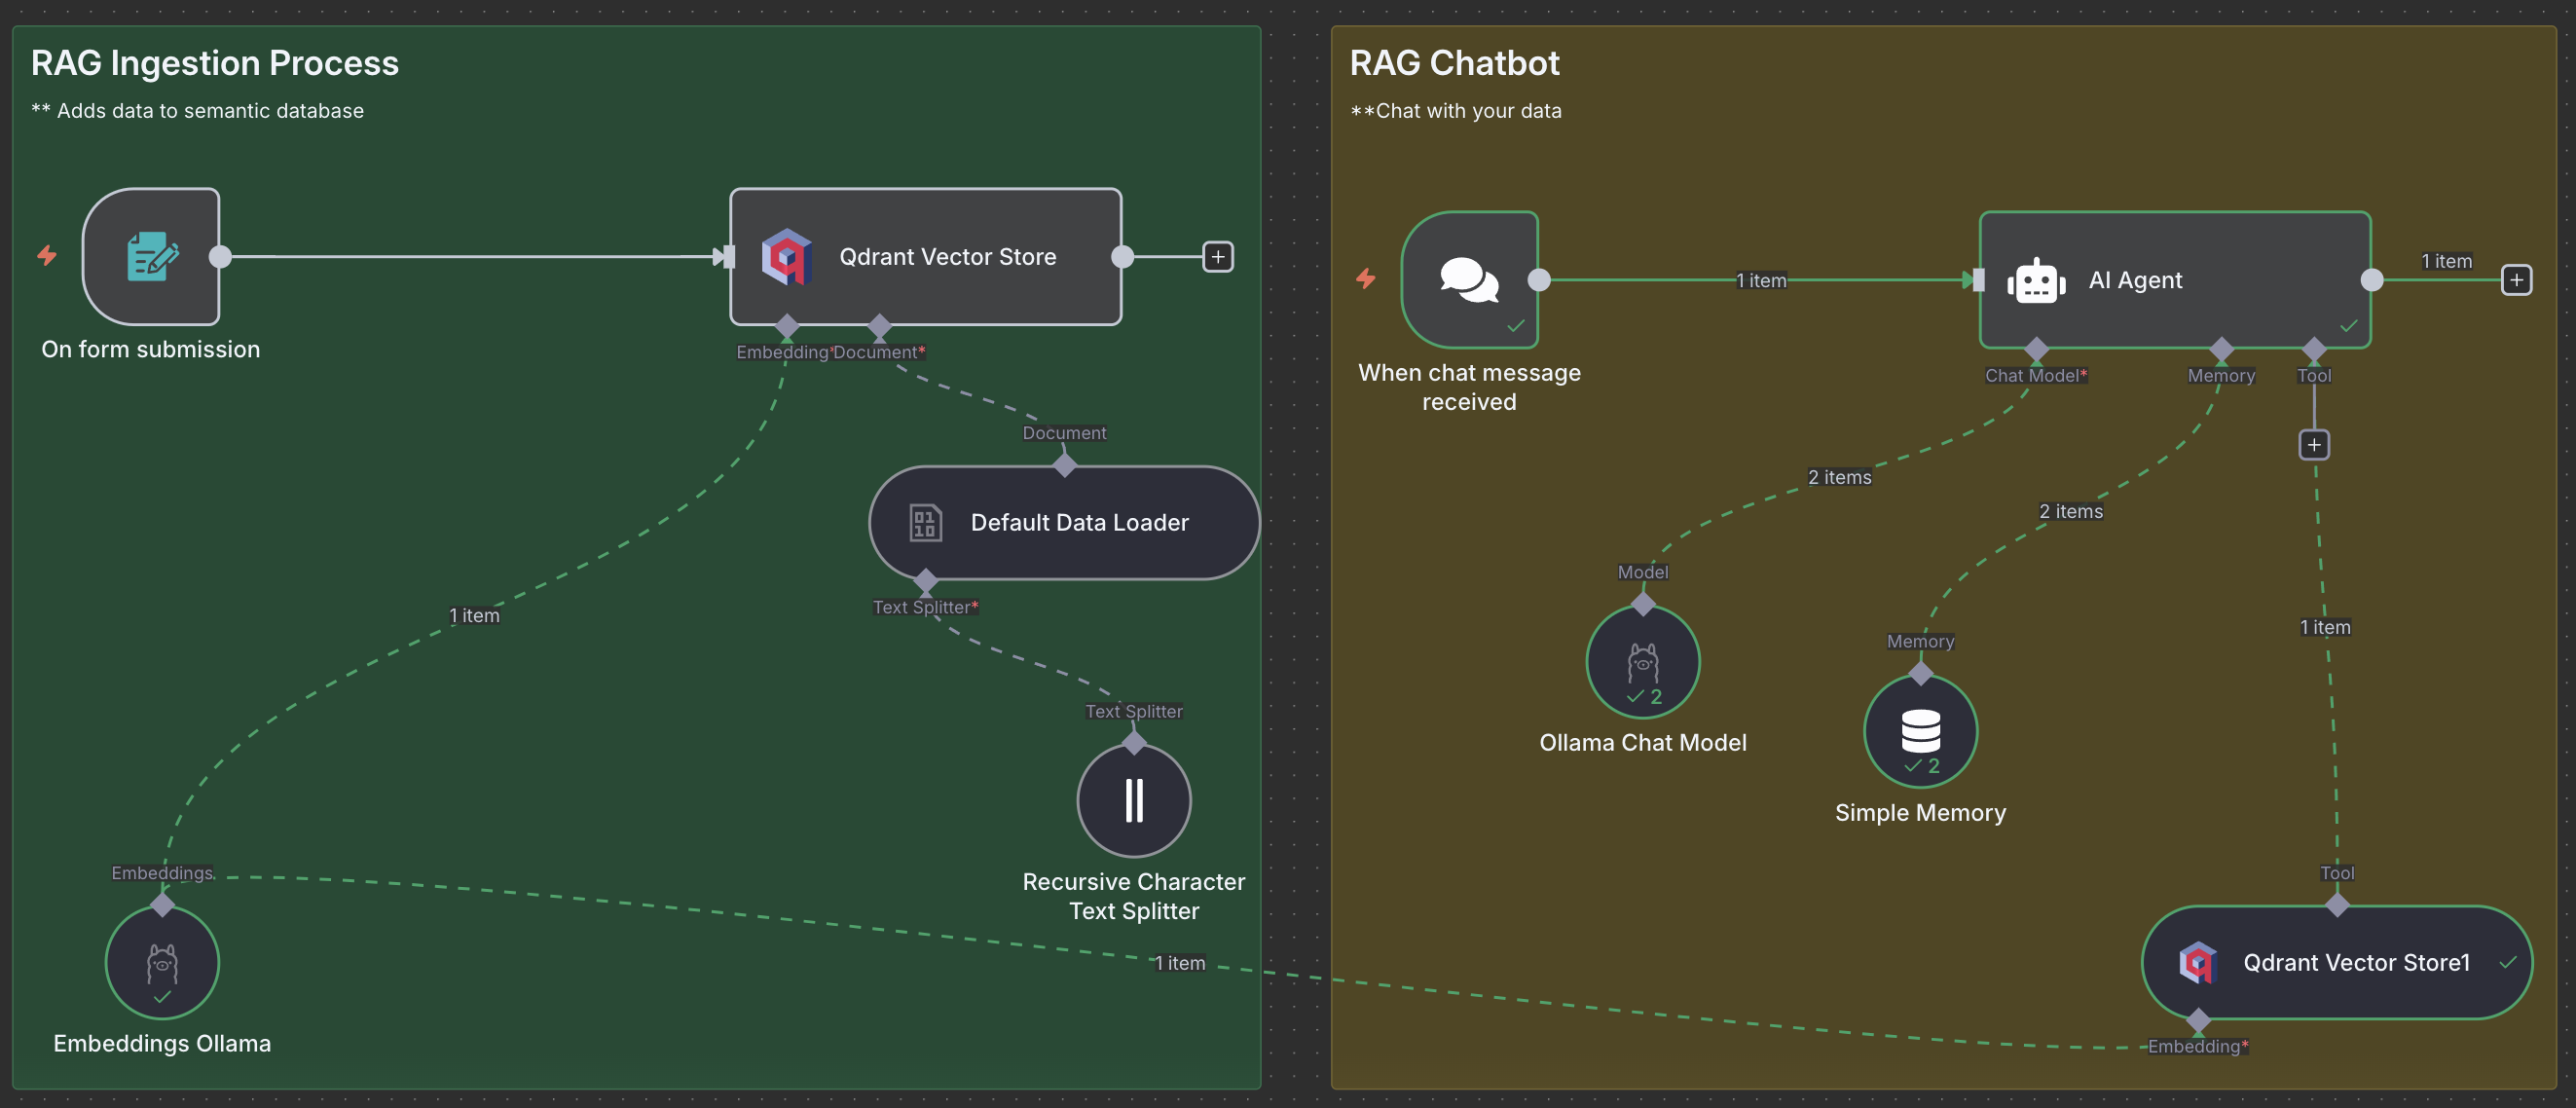 RAG Ingestion Process
** Adds data to semantic database
On form submission
Qdrant Vector Store
Embedding*
Document*
Document
Default Data Loader
Text Splitter*
1 item
Text Splitter
Recursive Character
Text Splitter
Embeddings
Embeddings Ollama
1 item
RAG Chatbot
**Chat with your data
When chat message
received
1 item
AI Agent
1 item
Chat Model*
Memory
Tool
2 items
2 items
Model
2
Ollama Chat Model
Memory
2
Simple Memory
1 item
Tool
Qdrant Vector Store1
Embedding*